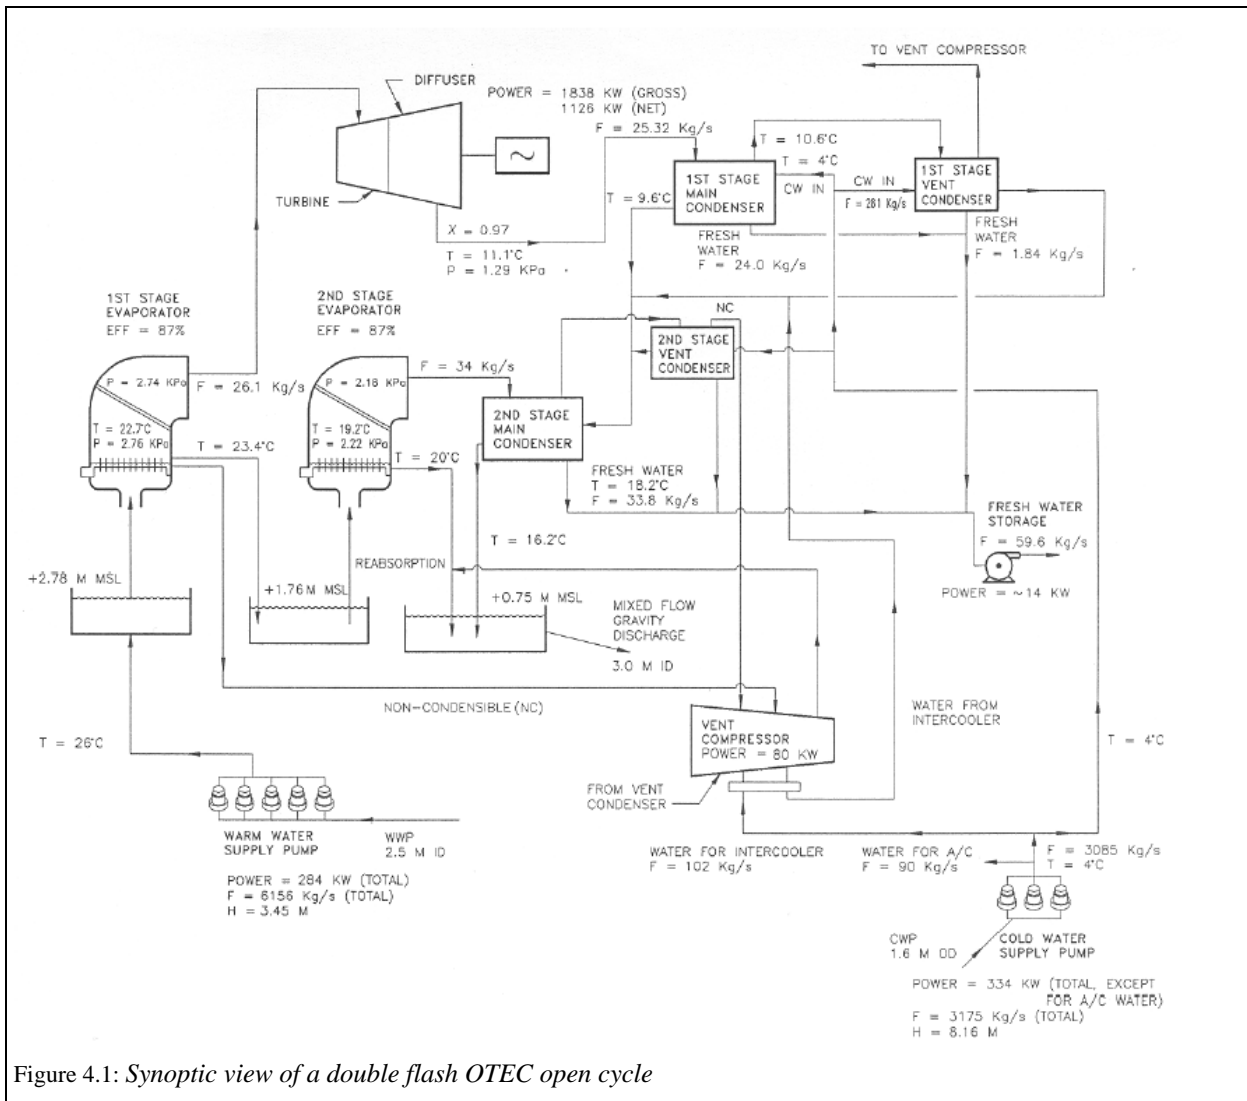 TO VENT COMPRESSOR
DIFFUSER
POWER = 1838 KW (GROSS)
1126 KW (NET)
F = 25.32 Kg/s
~
TURBINE
T = 10.6°C
T = 4°C
CW IN
1ST STAGE
MAIN
CONDENSER
CW IN
F = 281 Kg/s
1ST STAGE
VENT
CONDENSER
T = 9.6°C
X = 0.97
T = 11.1°C
P = 1.29 KPa
FRESH
WATER
F = 24.0 Kg/s
FRESH
WATER
F = 1.84 Kg/s
1ST STAGE
EVAPORATOR
EFF = 87%
2ND STAGE
EVAPORATOR
EFF = 87%
NC
2ND STAGE
VENT
CONDENSER
P = 2.74 KPa
F = 26.1 Kg/s
P = 2.18 KPa
F = 34 Kg/s
T = 22.7°C
P = 2.76 KPa
T = 23.4°C
T = 19.2°C
P = 2.22 KPa
T = 20°C
2ND STAGE
MAIN
CONDENSER
FRESH WATER
T = 18.2°C
F = 33.8 Kg/s
FRESH WATER
STORAGE
F = 59.6 Kg/s
POWER = ~14 KW
T = 16.2°C
REABSORPTION
+2.78 M MSL
+1.76 M MSL
+0.75 M MSL
MIXED FLOW
GRAVITY
DISCHARGE
3.0 M ID
NON-CONDENSIBLE (NC)
VENT
COMPRESSOR
POWER = 80 KW
WATER FROM
INTERCOOLER
T = 4°C
T = 26°C
FROM VENT
CONDENSER
WARM WATER
SUPPLY PUMP
WWP
2.5 M ID
POWER = 284 KW (TOTAL)
F = 6156 Kg/s (TOTAL)
H = 3.45 M
WATER FOR INTERCOOLER
F = 102 Kg/s
WATER FOR A/C
F = 90 Kg/s
F = 3085 Kg/s
T = 4°C
CWP
1.6 M OD
COLD WATER
SUPPLY PUMP
POWER = 334 KW (TOTAL, EXCEPT
FOR A/C WATER)
F = 3175 Kg/s (TOTAL)
H = 8.16 M
Figure 4.1: Synoptic view of a double flash OTEC open cycle